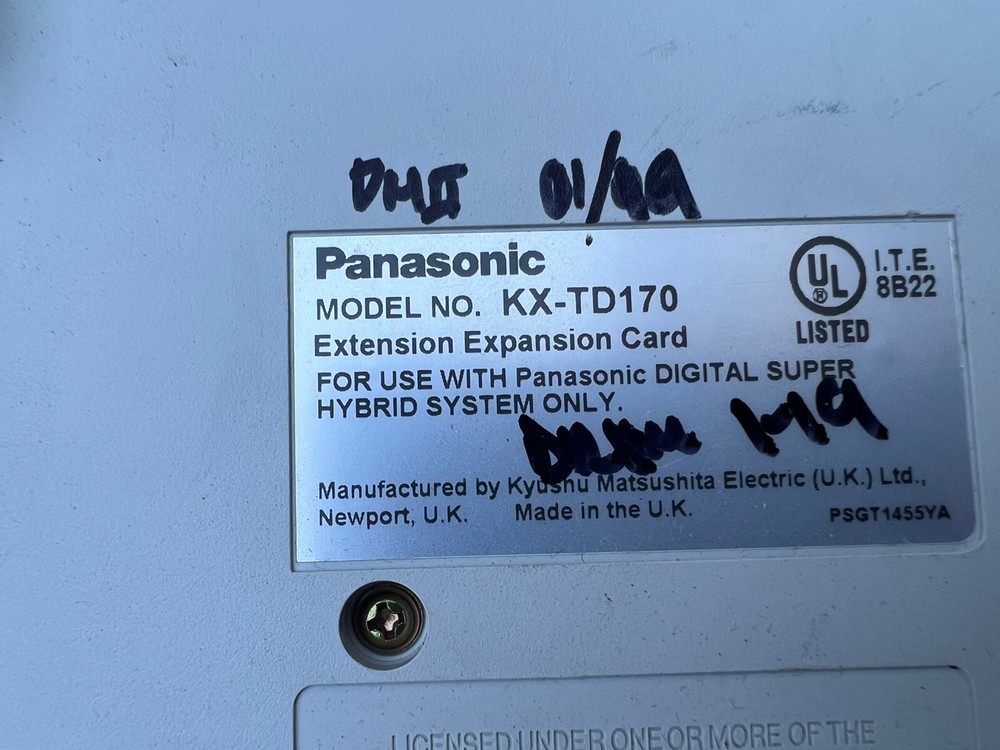 DMII 01/99
Panasonic
MODEL NO. KX-TD170
Extension Expansion Card
FOR USE WITH Panasonic DIGITAL SUPER
HYBRID SYSTEM ONLY.
UL ® I.T.E.
8B22
LISTED
Manufactured by Kyushu Matsushita Electric (U.K.) Ltd.,
Newport, U.K. Made in the U.K. PSGT1455YA
LICENSED UNDER ONE OR MORE OF THE